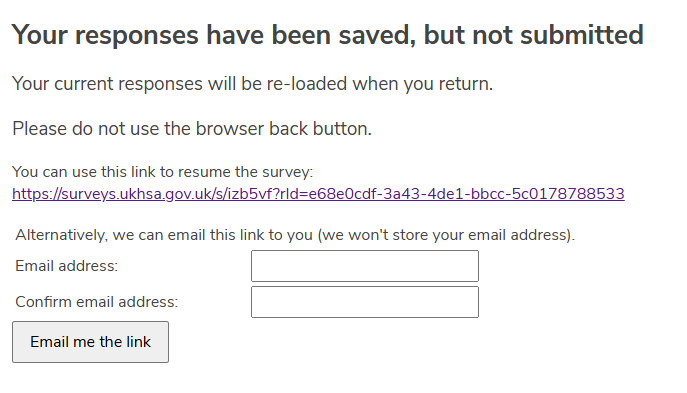 Your responses have been saved, but not submitted
Your current responses will be re-loaded when you return.
Please do not use the browser back button.
You can use this link to resume the survey:
https://surveys.ukhsa.gov.uk/s/izb5vf?rId=e68e0cdf-3a43-4de1-bbcc-5c0178788533
Alternatively, we can email this link to you (we won't store your email address).
Email address:
Confirm email address:
Email me the link